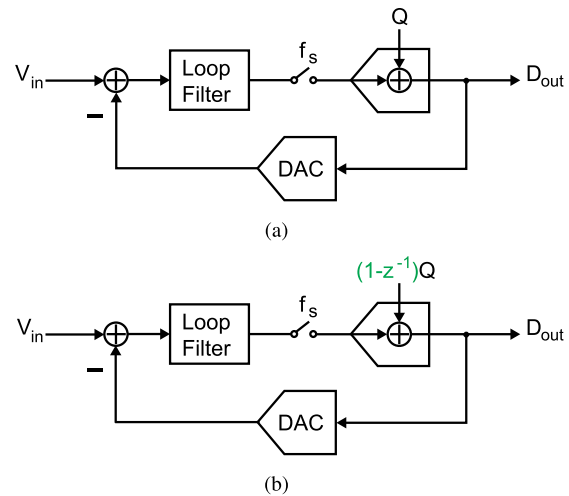 Q
V_in
Loop
Filter
f_s
D_out
DAC
(a)
(1-z^-1)Q
V_in
Loop
Filter
f_s
D_out
DAC
(b)